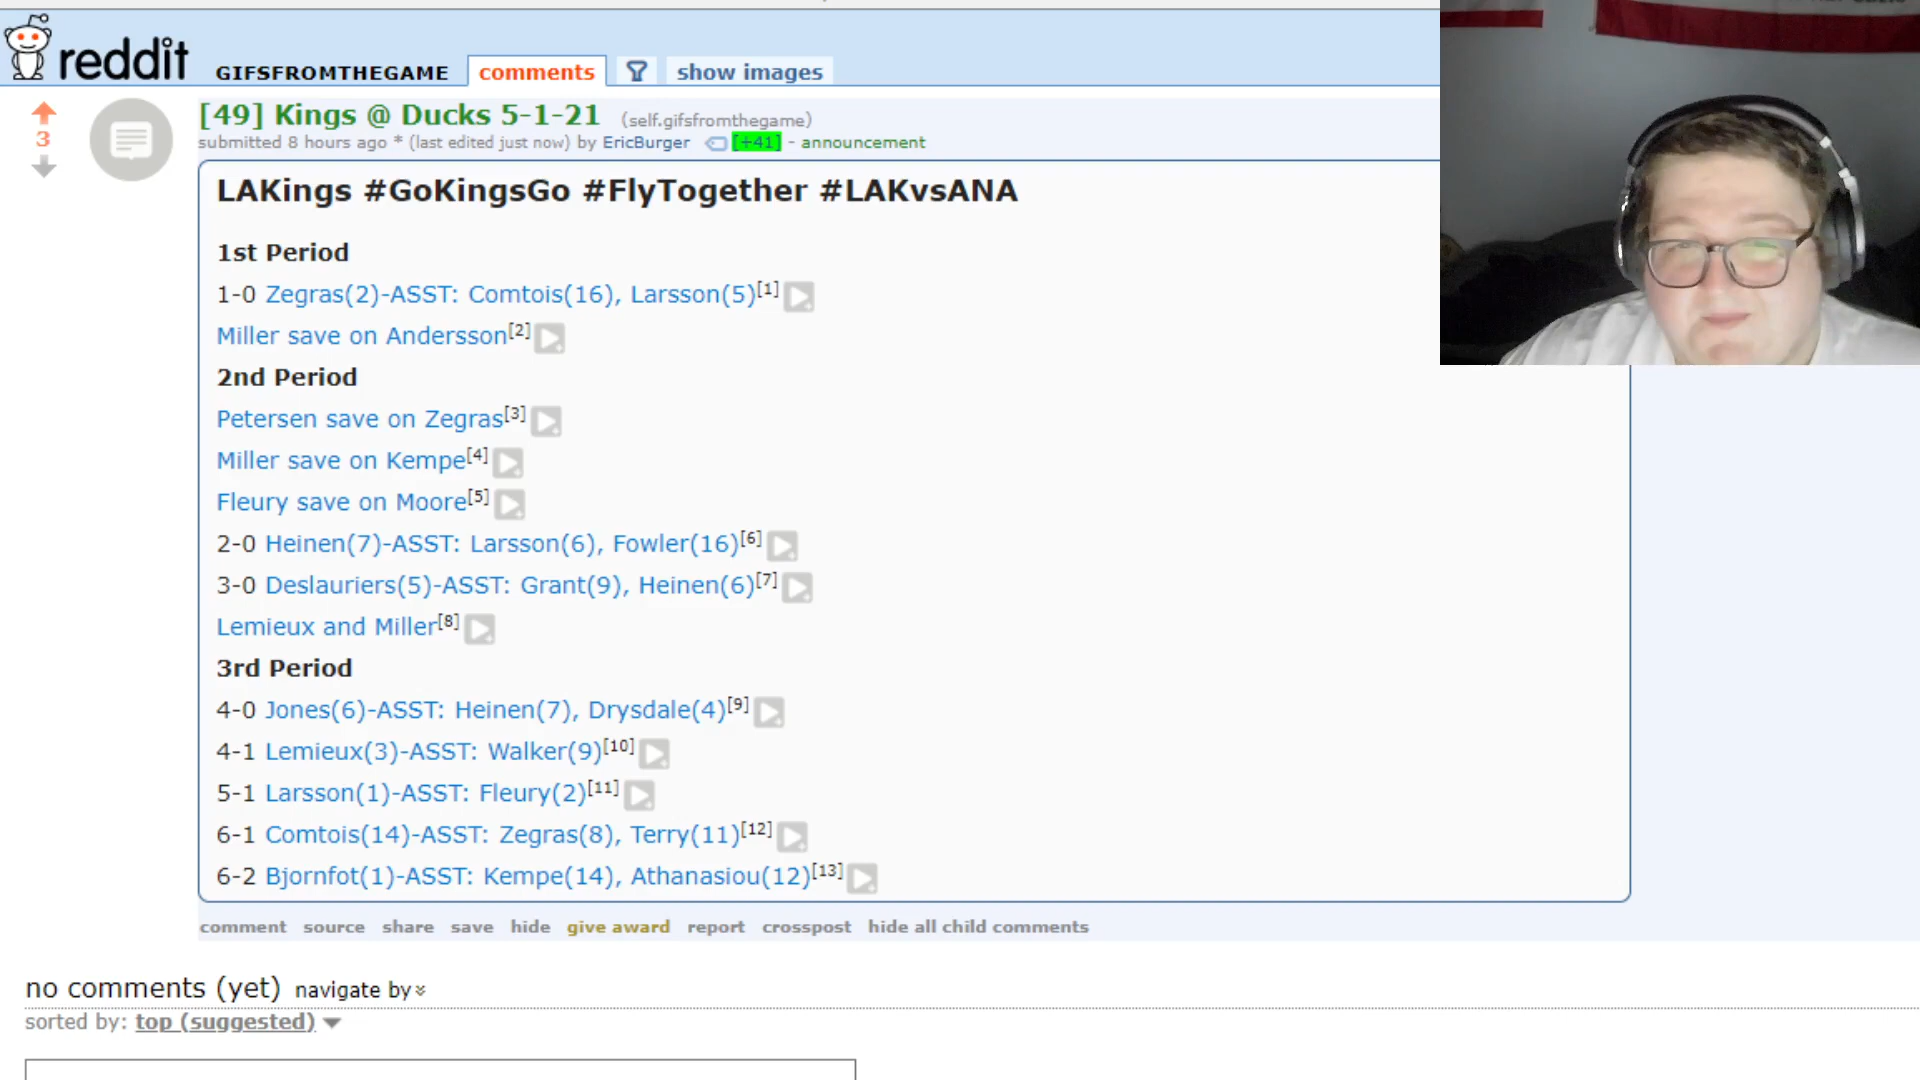 reddit GIFSFROMTHEGAME comments show images
3
[49] Kings @ Ducks 5-1-21 (self.gifsfromthegame)
submitted 8 hours ago * (last edited just now) by EricBurger [+41] - announcement
LAKings #GoKingsGo #FlyTogether #LAKvsANA
1st Period
1-0 Zegras(2)-ASST: Comtois(16), Larsson(5)[1]
Miller save on Andersson[2]
2nd Period
Petersen save on Zegras[3]
Miller save on Kempe[4]
Fleury save on Moore[5]
2-0 Heinen(7)-ASST: Larsson(6), Fowler(16)[6]
3-0 Deslauriers(5)-ASST: Grant(9), Heinen(6)[7]
Lemieux and Miller[8]
3rd Period
4-0 Jones(6)-ASST: Heinen(7), Drysdale(4)[9]
4-1 Lemieux(3)-ASST: Walker(9)[10]
5-1 Larsson(1)-ASST: Fleury(2)[11]
6-1 Comtois(14)-ASST: Zegras(8), Terry(11)[12]
6-2 Bjornfot(1)-ASST: Kempe(14), Athanasiou(12)[13]
comment source share save hide give award report crosspost hide all child comments
no comments (yet) navigate by
sorted by: top (suggested)